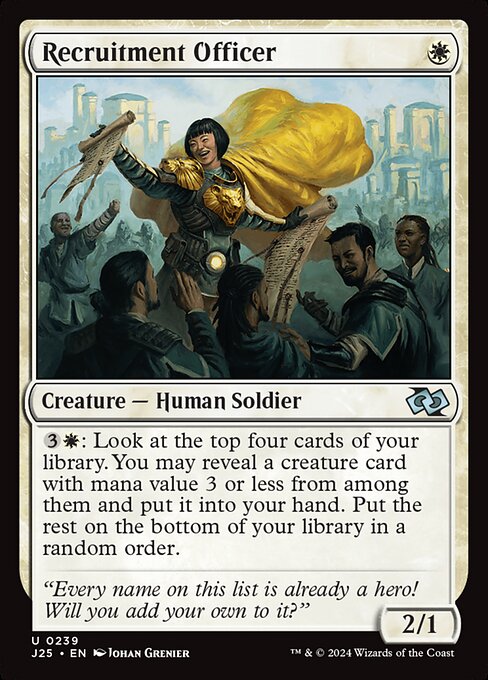 Recruitment Officer
Creature — Human Soldier
3: Look at the top four cards of your
library. You may reveal a creature card
with mana value 3 or less from among
them and put it into your hand. Put the
rest on the bottom of your library in a
random order.
“Every name on this list is already a hero!
Will you add your own to it?”
2/1
U 0239
J25 • EN Johan Grenier
™ & © 2024 Wizards of the Coast